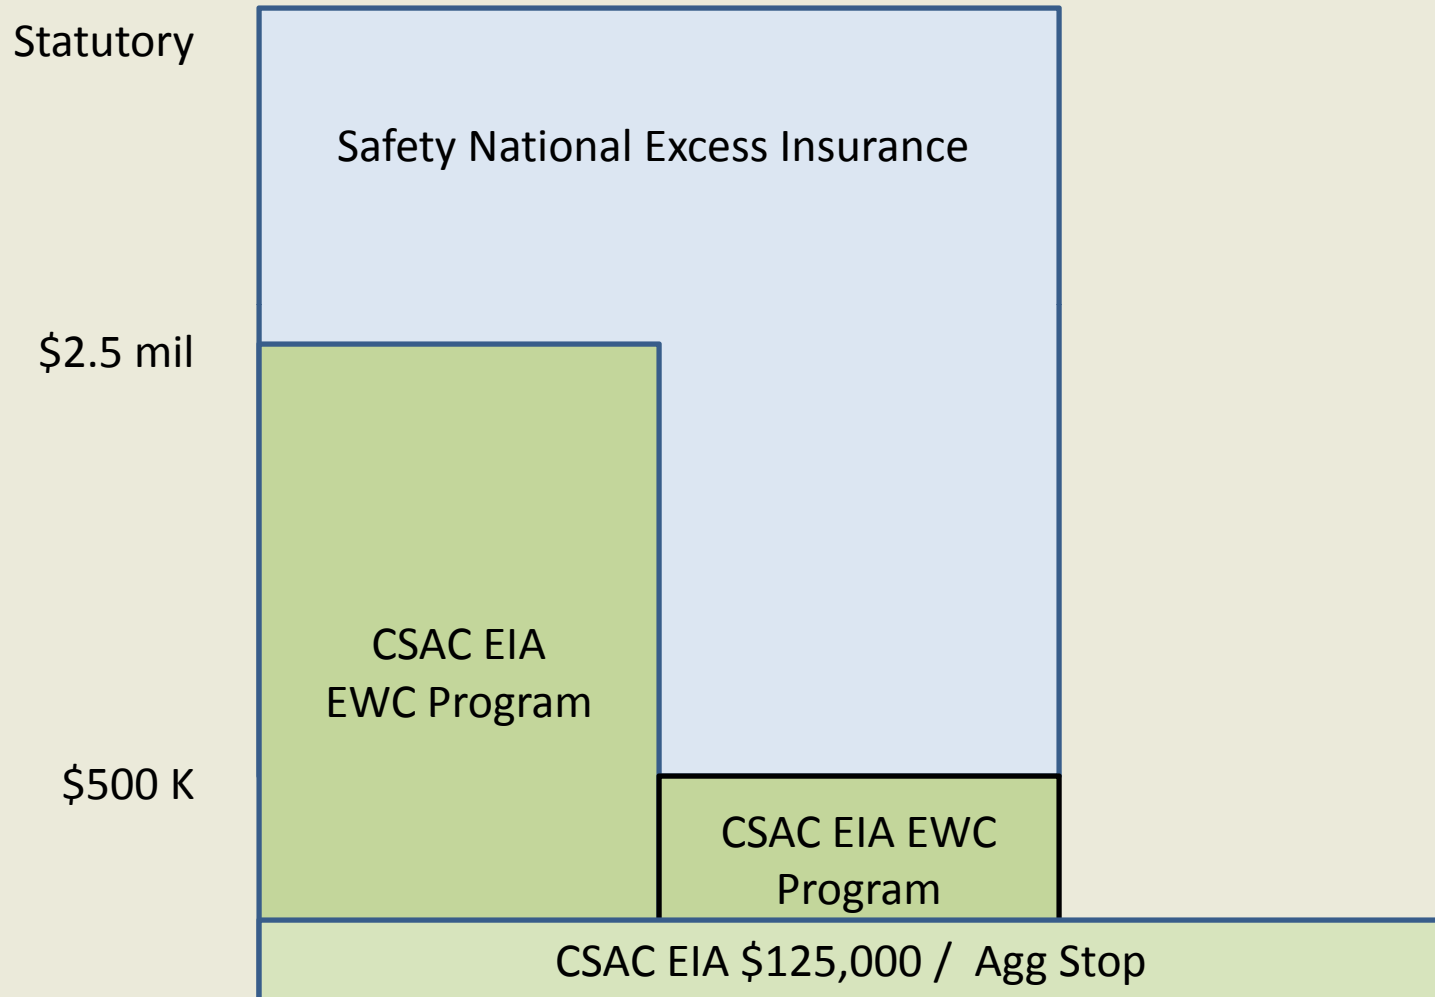 Statutory
Safety National Excess Insurance
$2.5 mil
CSAC EIA
EWC Program
$500 K
CSAC EIA EWC
Program
CSAC EIA $125,000 /  Agg Stop